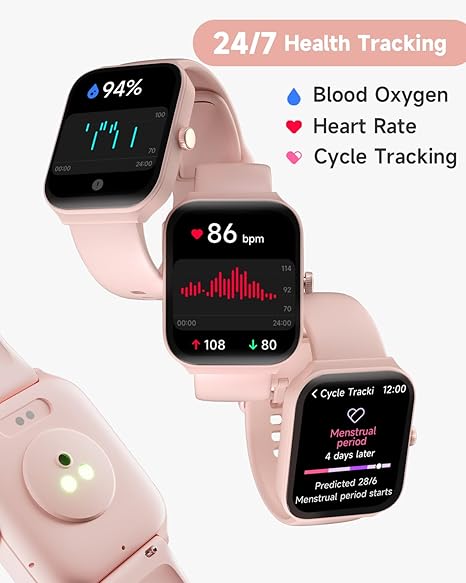 24/7 Health Tracking
Blood Oxygen
Heart Rate
Cycle Tracking
94%
100
70
00:00 24:00
86 bpm
114
92
70
00:00 24:00
108 80
Cycle Tracki 12:00
Menstrual
period
4 days later
Predicted 28/6
Menstrual period starts